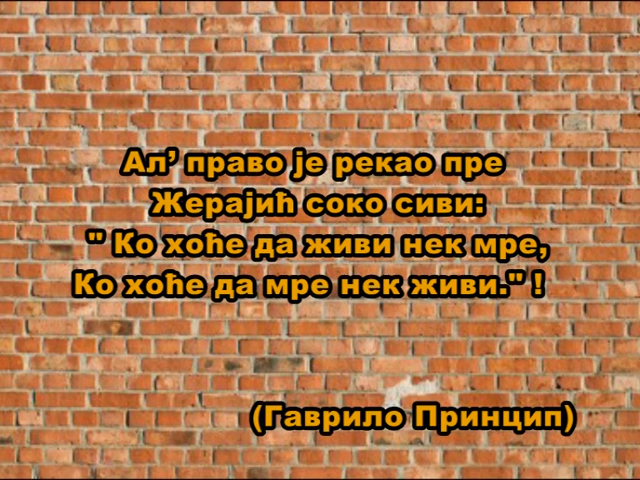 Ал’ право је рекао пре
Жерајић соко сиви:
" Ко хоће да живи нек мре,
Ко хоће да мре нек живи." !
(Гаврило Принцип)